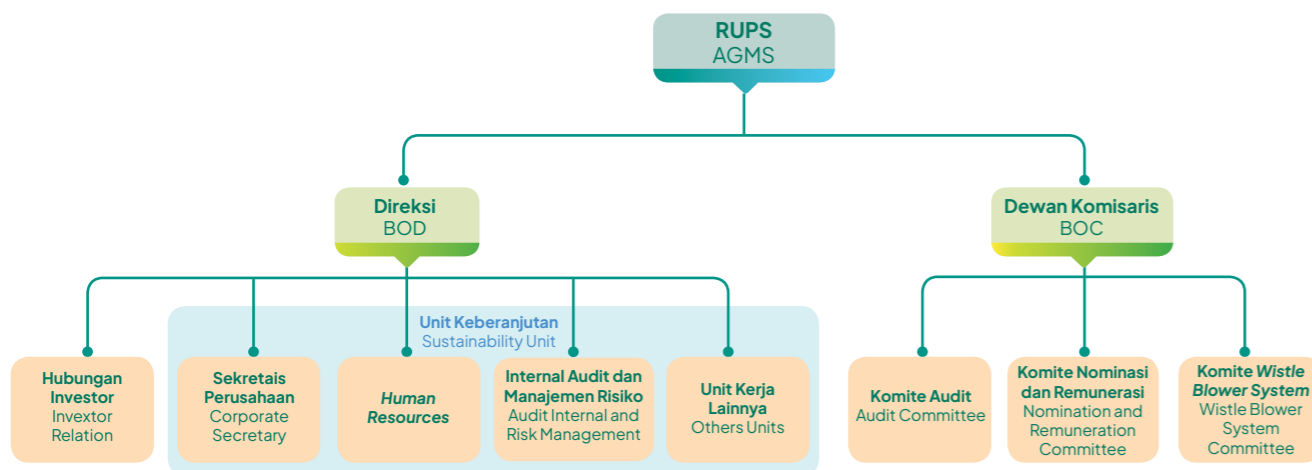 RUPS
AGMS
Direksi
BOD
Dewan Komisaris
BOC
Unit Keberanjutan
Sustainability Unit
Hubungan
Investor
Invextor
Relation
Sekretais
Perusahaan
Corporate
Secretary
Human
Resources
Internal Audit dan
Manajemen Risiko
Audit Internal and
Risk Management
Unit Kerja
Lainnya
Others Units
Komite Audit
Audit Committee
Komite Nominasi
dan Remunerasi
Nomination and
Remuneration
Committee
Komite Wistle
Blower System
Wistle Blower
System
Committee